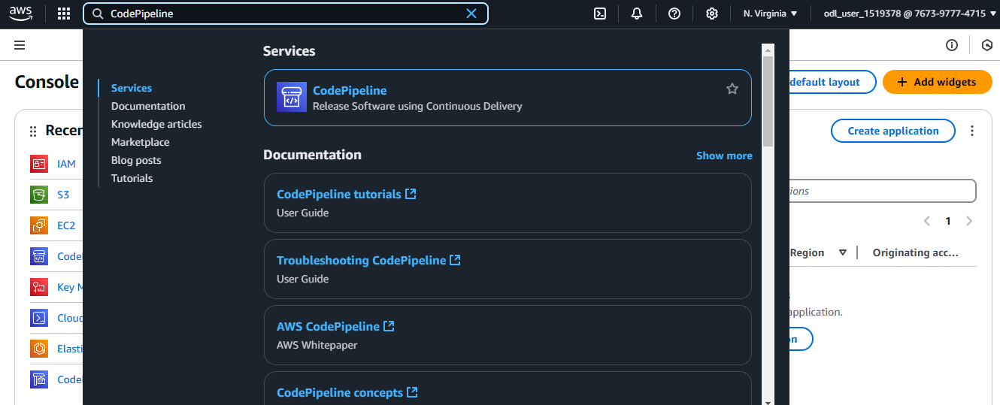 aws
CodePipeline
N. Virginia
odl_user_1519378 @ 7673-9777-4715
Console
default layout
Add widgets
Recen
IAM
S3
EC2
Code
Key M
Cloud
Elasti
Code
Services
Documentation
Knowledge articles
Marketplace
Blog posts
Tutorials
Services
CodePipeline
Release Software using Continuous Delivery
Documentation
Show more
CodePipeline tutorials
User Guide
Troubleshooting CodePipeline
User Guide
AWS CodePipeline
AWS Whitepaper
CodePipeline concepts
Create application
ions
1
Region
Originating acc...
application.
on